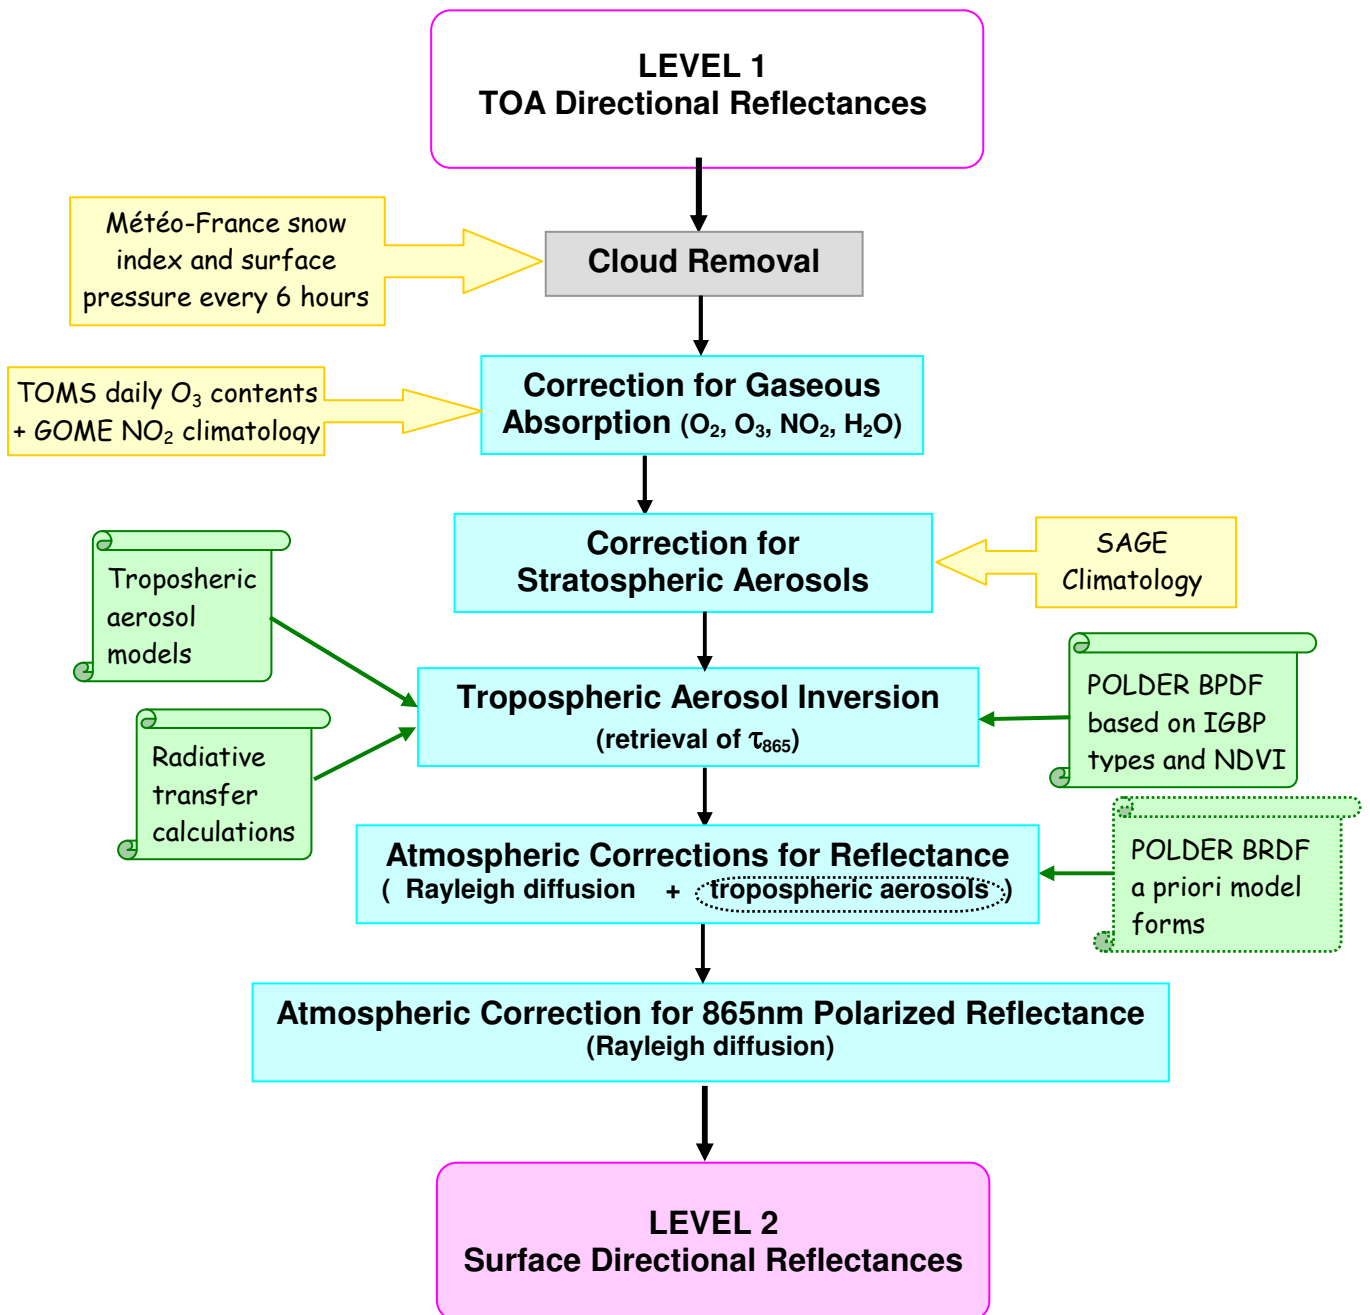 LEVEL 1
TOA Directional Reflectances
Météo-France snow
index and surface
pressure every 6 hours
Cloud Removal
TOMS daily O₃ contents
+ GOME NO₂ climatology
Correction for Gaseous
Absorption (O₂, O₃, NO₂, H₂O)
Correction for
Stratospheric Aerosols
SAGE
Climatology
Troposheric
aerosol
models
Tropospheric Aerosol Inversion
(retrieval of τ₈₆₅)
POLDER BPDF
based on IGBP
types and NDVI
Radiative
transfer
calculations
Atmospheric Corrections for Reflectance
( Rayleigh diffusion + tropospheric aerosols )
POLDER BRDF
a priori model
forms
Atmospheric Correction for 865nm Polarized Reflectance
(Rayleigh diffusion)
LEVEL 2
Surface Directional Reflectances